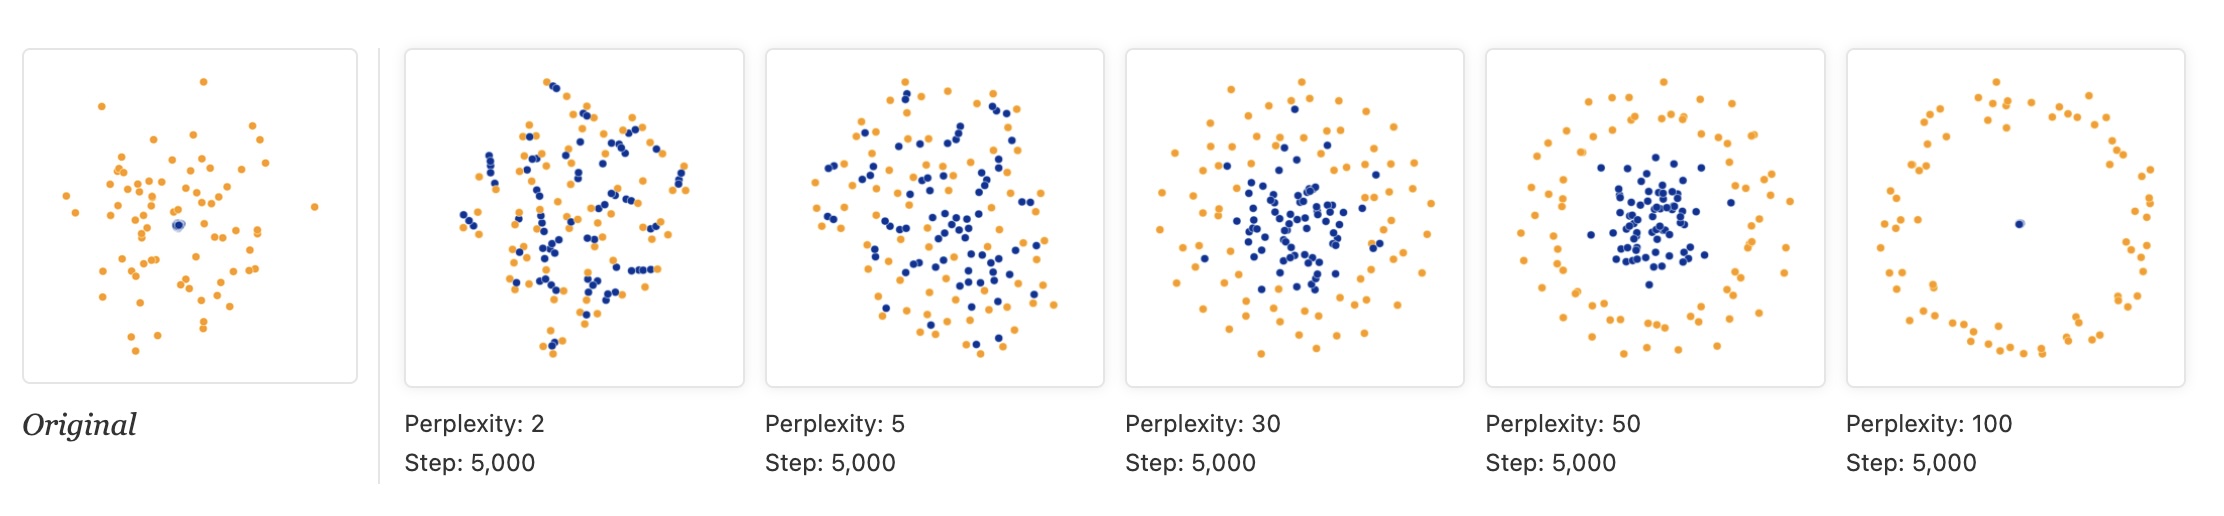 Original
Perplexity: 2
Step: 5,000
Perplexity: 5
Step: 5,000
Perplexity: 30
Step: 5,000
Perplexity: 50
Step: 5,000
Perplexity: 100
Step: 5,000